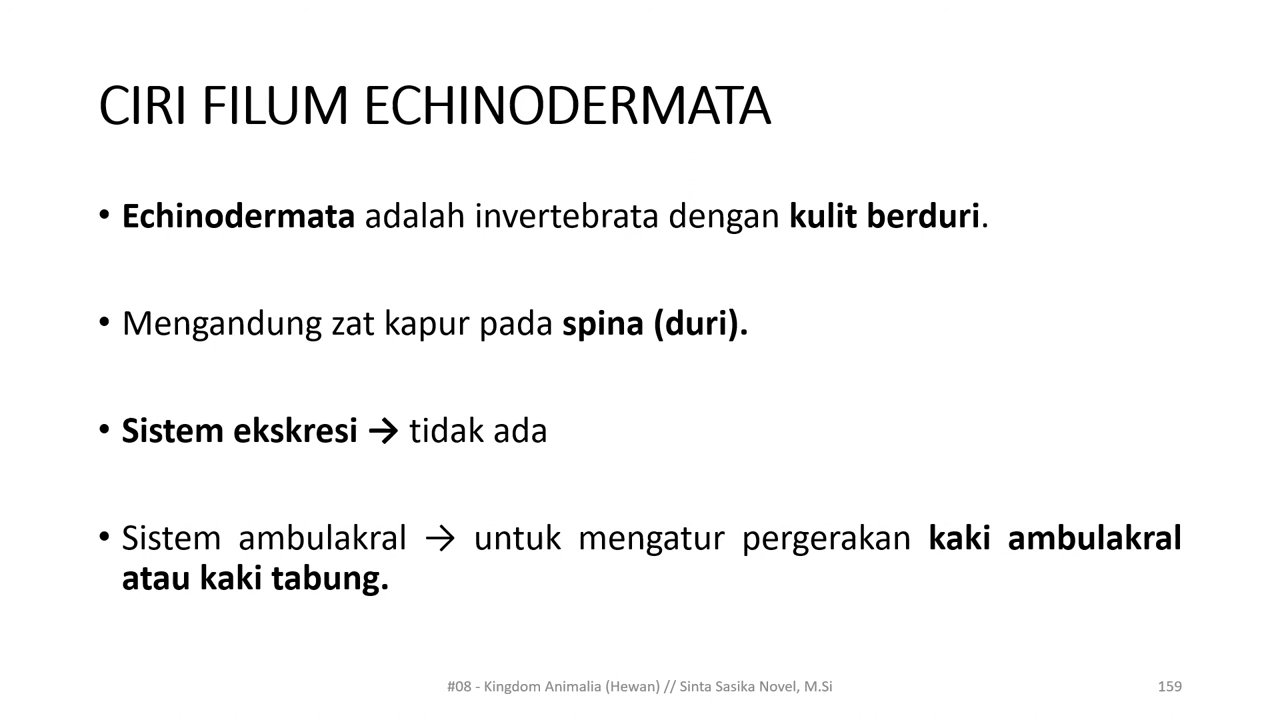 CIRI FILUM ECHINODERMATA
• Echinodermata adalah invertebrata dengan kulit berduri.
• Mengandung zat kapur pada spina (duri).
• Sistem ekskresi → tidak ada
• Sistem ambulakral → untuk mengatur pergerakan kaki ambulakral
atau kaki tabung.
#08 - Kingdom Animalia (Hewan) // Sinta Sasika Novel, M.Si
159